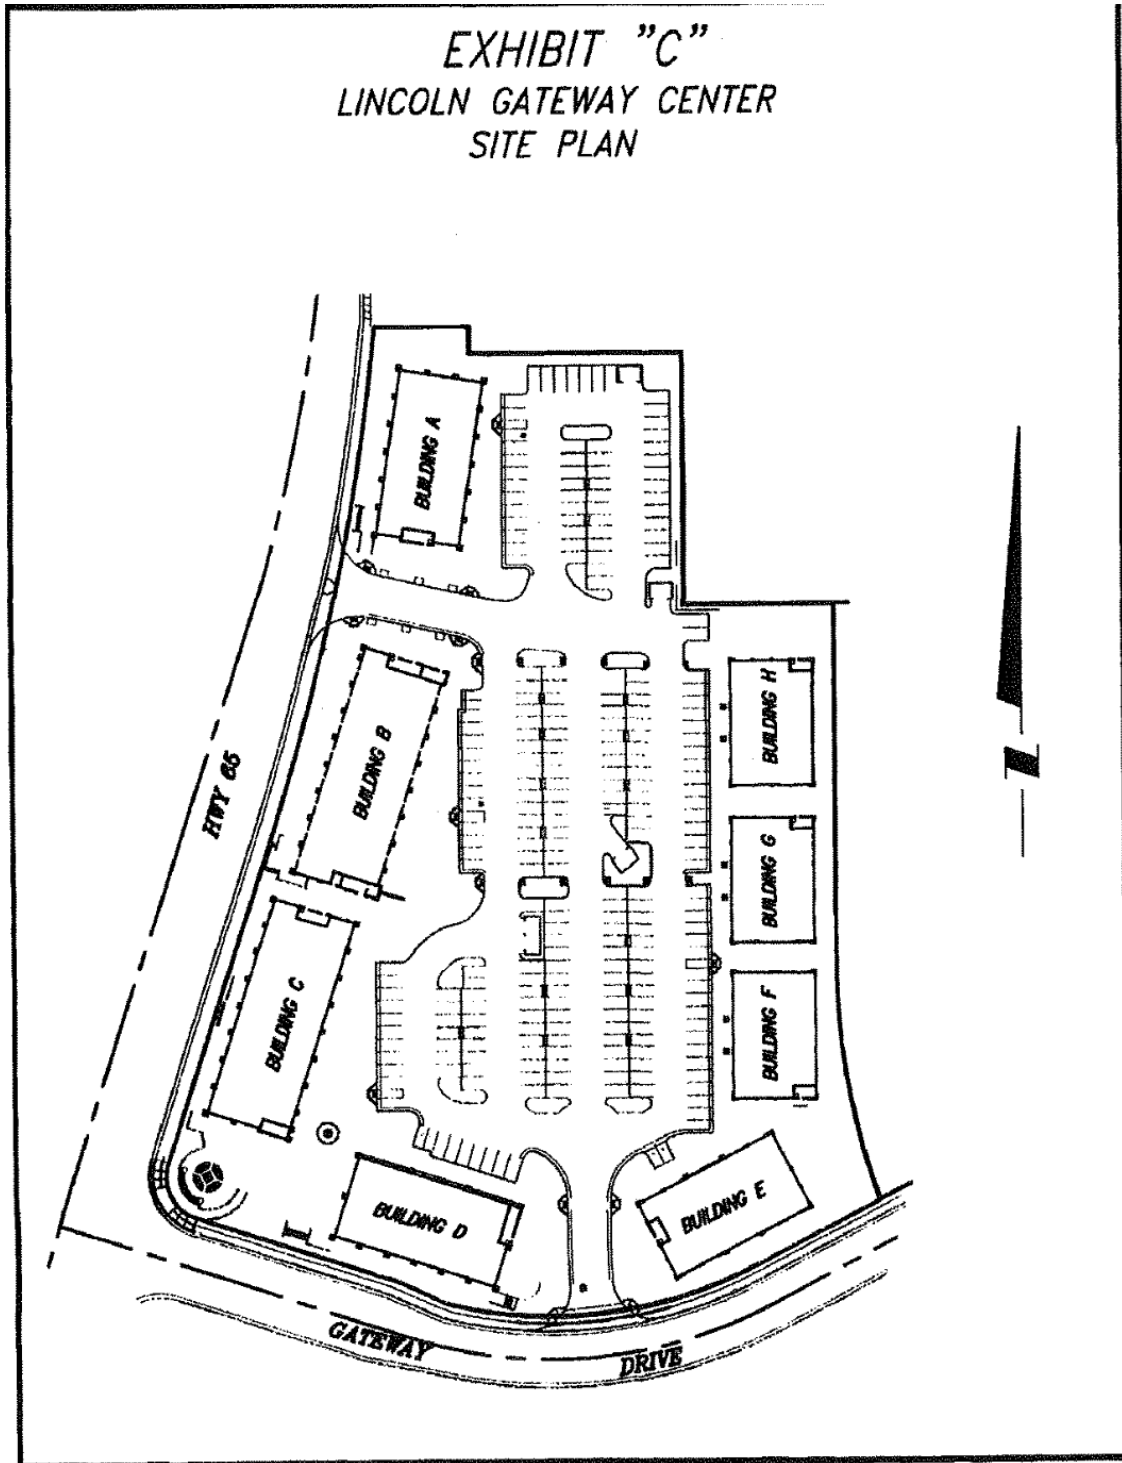 EXHIBIT "C"
LINCOLN GATEWAY CENTER
SITE PLAN
BUILDING A
BUILDING B
BUILDING H
HWY 65
BUILDING G
BUILDING C
BUILDING F
BUILDING D
BUILDING E
GATEWAY
DRIVE
Z